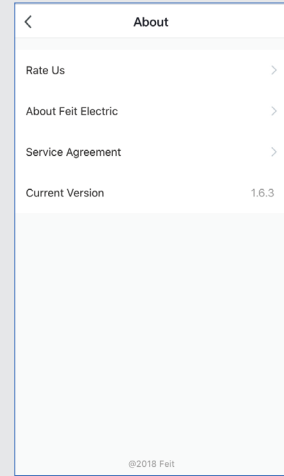 About
Rate Us
About Feit Electric
Service Agreement
Current Version 1.6.3
@2018 Feit